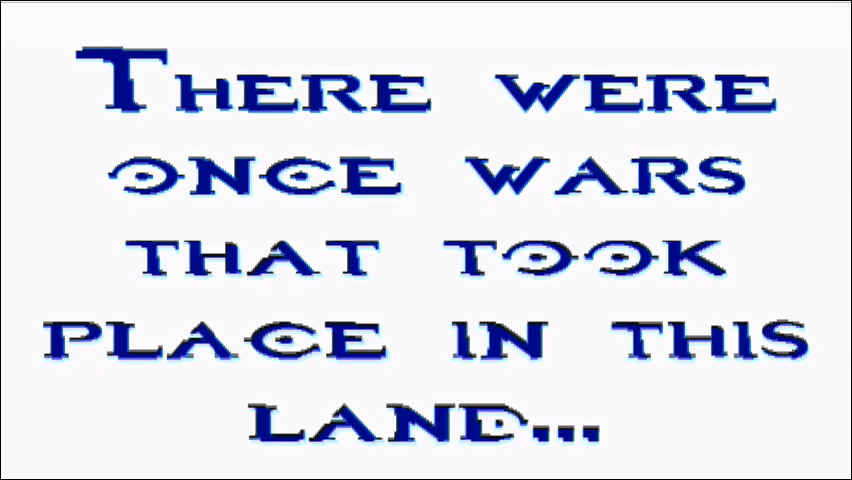 There were
once wars
that took
place in this
land...